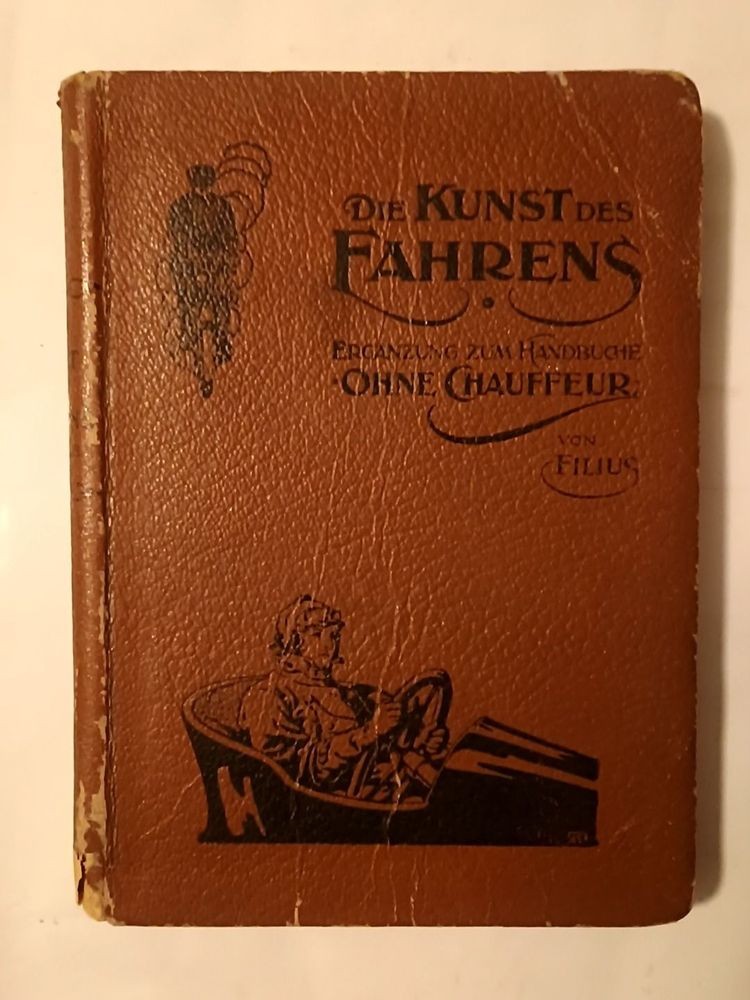 DIE KUNST DES
FAHRENS
ERGÄNZUNG ZUM HANDBUCHE
OHNE CHAUFFEUR
VON
FILIUS